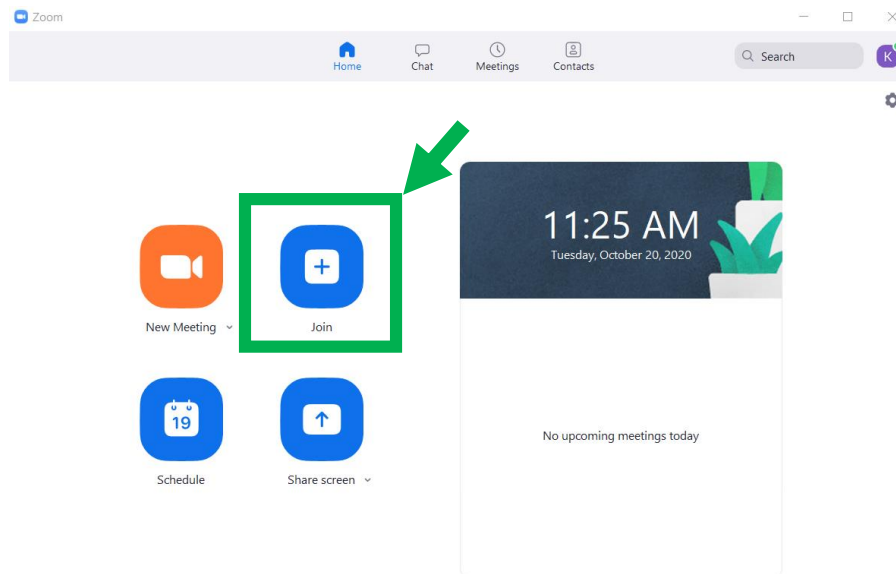 Zoom
Home Chat Meetings Contacts
Search
K
11:25 AM
Tuesday, October 20, 2020
New Meeting
Join
19
Schedule
Share screen
No upcoming meetings today